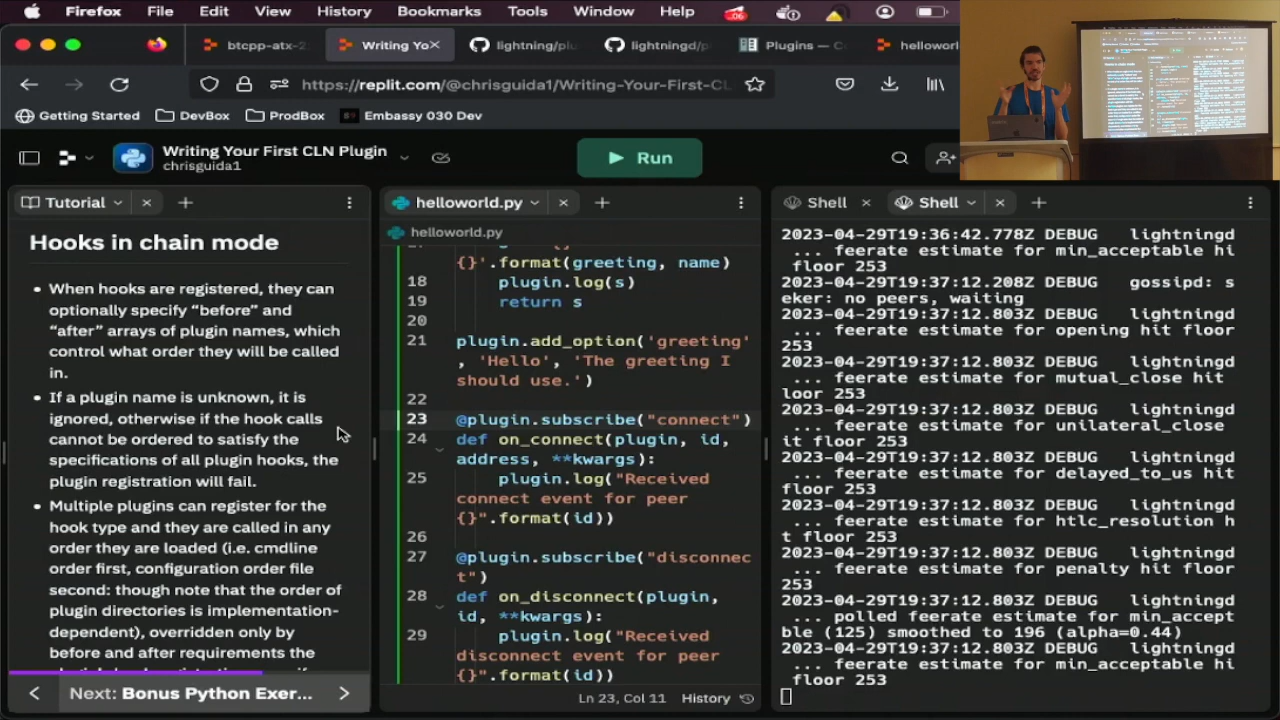 Firefox File Edit View History Bookmarks Tools Window Help
btcpp-atx-2
Writing Yo
lightning/plu
lightningd/p
Plugins — C
helloworld
https://replit.com/@chrisguida1/Writing-Your-First-CL
Getting Started DevBox ProdBox Embassy 030 Dev
Writing Your First CLN Plugin
chrisguida1
Run
Tutorial
Hooks in chain mode
• When hooks are registered, they can
optionally specify “before” and
“after” arrays of plugin names, which
control what order they will be called
in.
• If a plugin name is unknown, it is
ignored, otherwise if the hook calls
cannot be ordered to satisfy the
specifications of all plugin hooks, the
plugin registration will fail.
• Multiple plugins can register for the
hook type and they are called in any
order they are loaded (i.e. cmdline
order first, configuration order file
second: though note that the order of
plugin directories is implementation-
dependent), overridden only by
before and after requirements the
Next: Bonus Python Exer...
helloworld.py
helloworld.py
{}'.format(greeting, name)
18 plugin.log(s)
19 return s
20
21 plugin.add_option('greeting'
, 'Hello', 'The greeting I
should use.')
22
23 @plugin.subscribe("connect")
24 def on_connect(plugin, id,
address, **kwargs):
25 plugin.log("Received
connect event for peer
{}".format(id))
26
27 @plugin.subscribe("disconnec
t")
28 def on_disconnect(plugin,
id, **kwargs):
29 plugin.log("Received
disconnect event for peer
{}".format(id))
Ln 23, Col 11 History
Shell
Shell
2023-04-29T19:36:42.778Z DEBUG lightningd
... feerate estimate for min_acceptable hi
floor 253
2023-04-29T19:37:12.208Z DEBUG gossipd: s
eker: no peers, waiting
2023-04-29T19:37:12.803Z DEBUG lightningd
... feerate estimate for opening hit floor
253
2023-04-29T19:37:12.803Z DEBUG lightningd
... feerate estimate for mutual_close hit
loor 253
2023-04-29T19:37:12.803Z DEBUG lightningd
... feerate estimate for unilateral_close
it floor 253
2023-04-29T19:37:12.803Z DEBUG lightningd
... feerate estimate for delayed_to_us hit
floor 253
2023-04-29T19:37:12.803Z DEBUG lightningd
... feerate estimate for htlc_resolution h
t floor 253
2023-04-29T19:37:12.803Z DEBUG lightningd
... feerate estimate for penalty hit floor
253
2023-04-29T19:37:12.803Z DEBUG lightningd
... polled feerate estimate for min_accept
ble (125) smoothed to 196 (alpha=0.44)
2023-04-29T19:37:12.803Z DEBUG lightningd
... feerate estimate for min_acceptable hi
floor 253